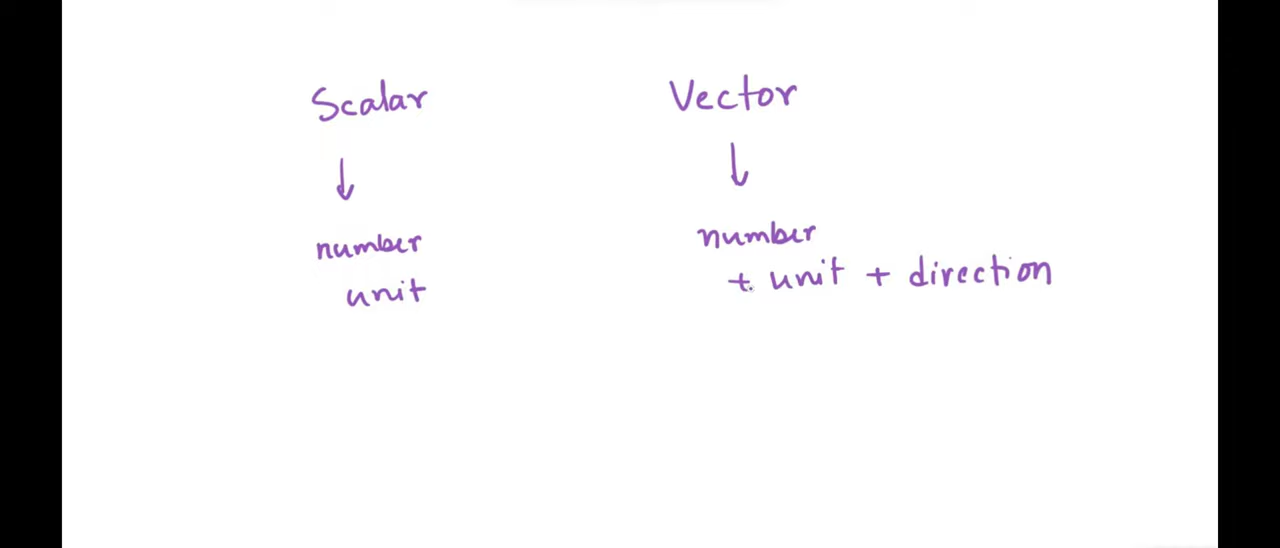 Scalar
Vector
↓
↓
number
unit
number
+ unit + direction